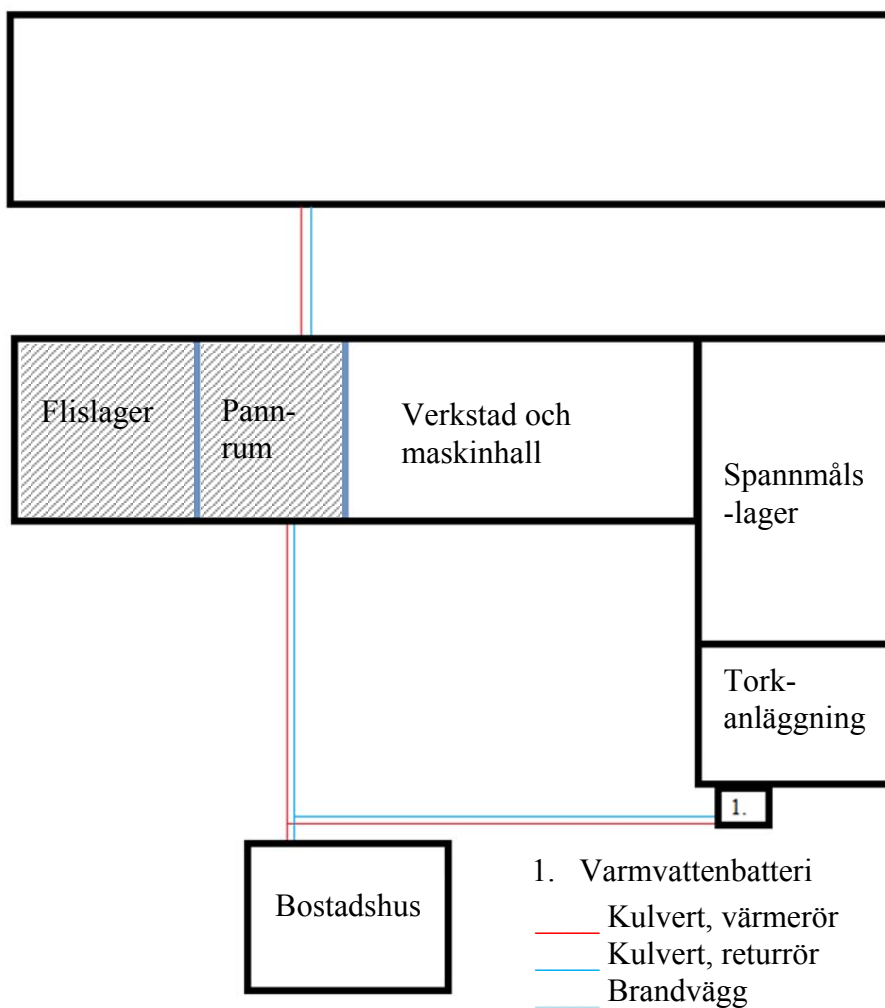 Flislager
Pann-
rum
Verkstad och
maskinhall
Spannmåls
-lager
Tork-
anläggning
1.
Bostadshus
1. Varmvattenbatteri
Kulvert, värmerör
Kulvert, returrör
Brandvägg